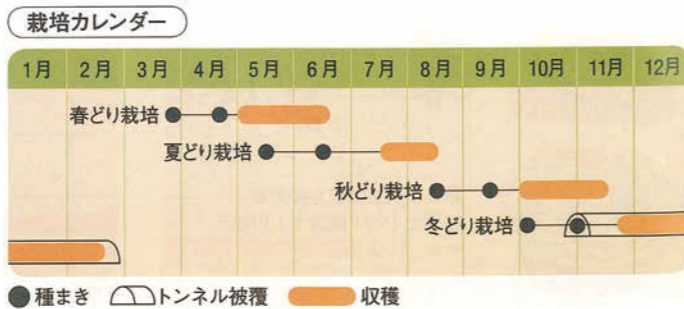 栽培カレンダー
1月 2月 3月 4月 5月 6月 7月 8月 9月 10月 11月 12月
春どり栽培
夏どり栽培
秋どり栽培
冬どり栽培
種まき トンネル被覆 収穫